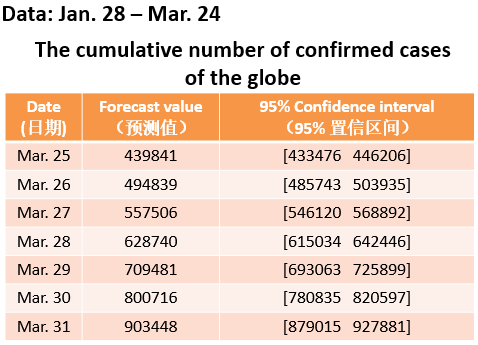 Data: Jan. 28 – Mar. 24
The cumulative number of confirmed cases
of the globe
Date Forecast value 95% Confidence interval
(日期) （预测值） （95% 置信区间）
Mar. 25 439841 [433476 446206]
Mar. 26 494839 [485743 503935]
Mar. 27 557506 [546120 568892]
Mar. 28 628740 [615034 642446]
Mar. 29 709481 [693063 725899]
Mar. 30 800716 [780835 820597]
Mar. 31 903448 [879015 927881]